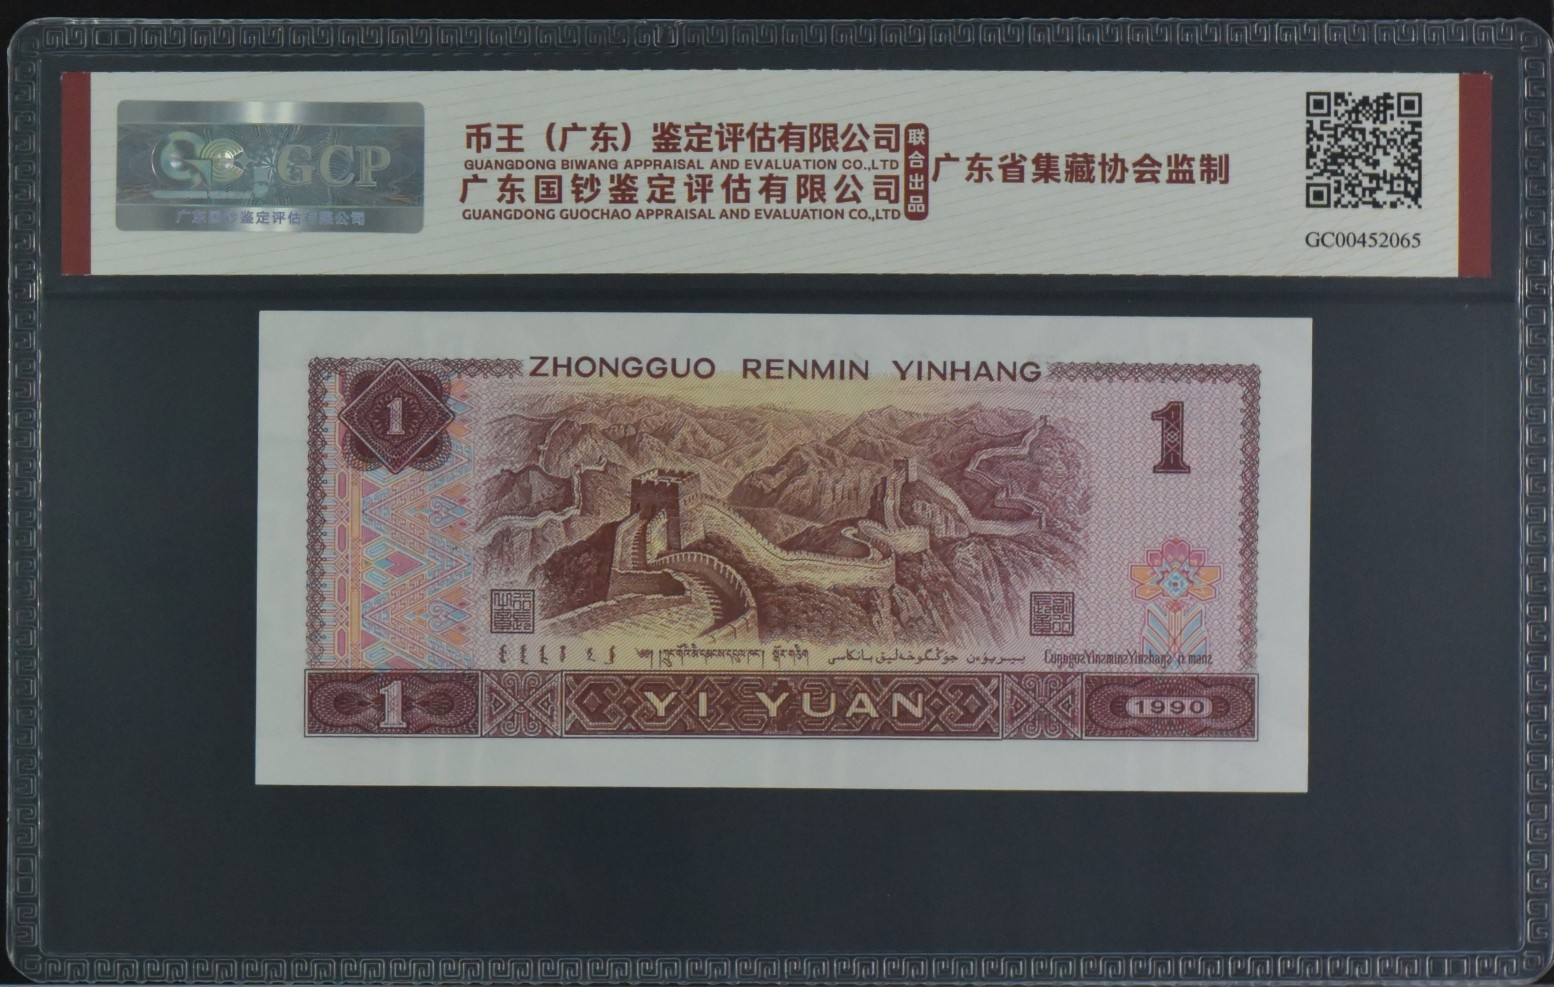 GCP
广东国钞鉴定评估有限公司
币王（广东）鉴定评估有限公司
GUANGDONG BIWANG APPRAISAL AND EVALUATION CO.,LTD
广东国钞鉴定评估有限公司
GUANGDONG GUOCHAO APPRAISAL AND EVALUATION CO.,LTD
联合出品
广东省集藏协会监制
GC00452065
ZHONGGUO RENMIN YINHANG
1
1
1
YI YUAN
1990